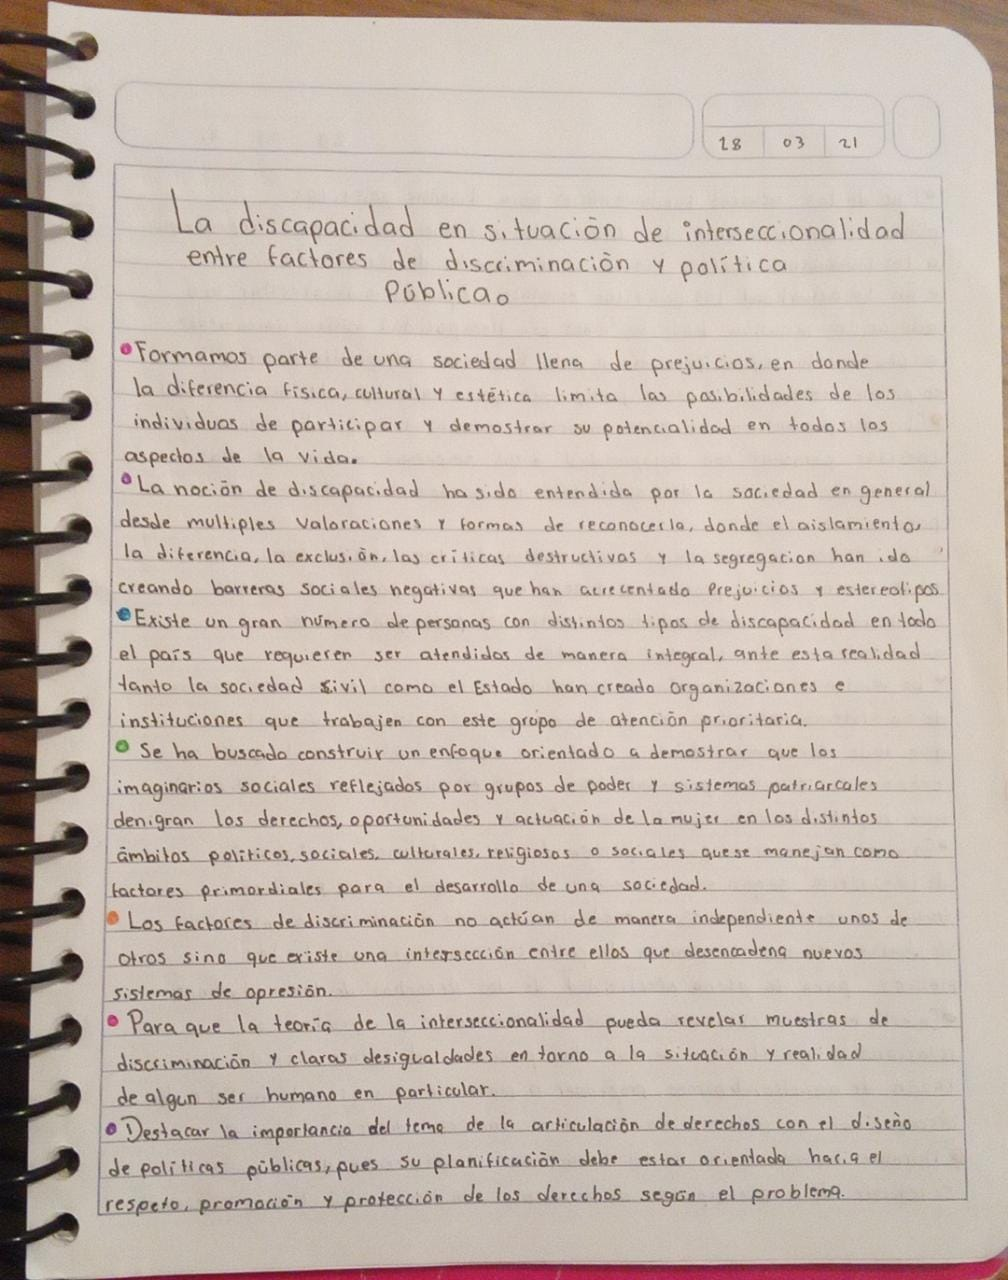 18 03 21
La discapacidad en situación de interseccionalidad
entre factores de discriminación y política
Pública.
Formamos parte de una sociedad llena de prejuicios, en donde
la diferencia física, cultural y estética limita las posibilidades de los
individuos de participar y demostrar su potencialidad en todos los
aspectos de la vida.
La noción de discapacidad ha sido entendida por la sociedad en general
desde multiples valoraciones y formas de reconocerla, donde el aislamiento,
la diferencia, la exclusión, las críticas destructivas y la segregacion han ido
creando barreras sociales negativas que han acrecentado prejuicios y estereotipos
Existe un gran número de personas con distintos tipos de discapacidad en todo
el país que requieren ser atendidos de manera integral, ante esta realidad
tanto la sociedad civil como el Estado han creado organizaciones e
instituciones que trabajen con este grupo de atención prioritaria.
Se ha buscado construir un enfoque orientado a demostrar que los
imaginarios sociales reflejados por grupos de poder y sistemas patriarcales
denigran los derechos, oportunidades y actuación de la mujer en los distintos
ámbitos políticos, sociales, culturales, religiosos o sociales que se manejan como
factores primordiales para el desarrollo de una sociedad.
Los factores de discriminación no actúan de manera independiente unos de
otros sino que existe una intersección entre ellos que desencadena nuevos
sistemas de opresión.
Para que la teoría de la interseccionalidad pueda revelar muestras de
discriminación y claras desigualdades en torno a la situación y realidad
de algun ser humano en particular.
Destacar la importancia del tema de la articulación de derechos con el diseño
de políticas públicas, pues su planificación debe estar orientada hacia el
respeto, promoción y protección de los derechos según el problema.